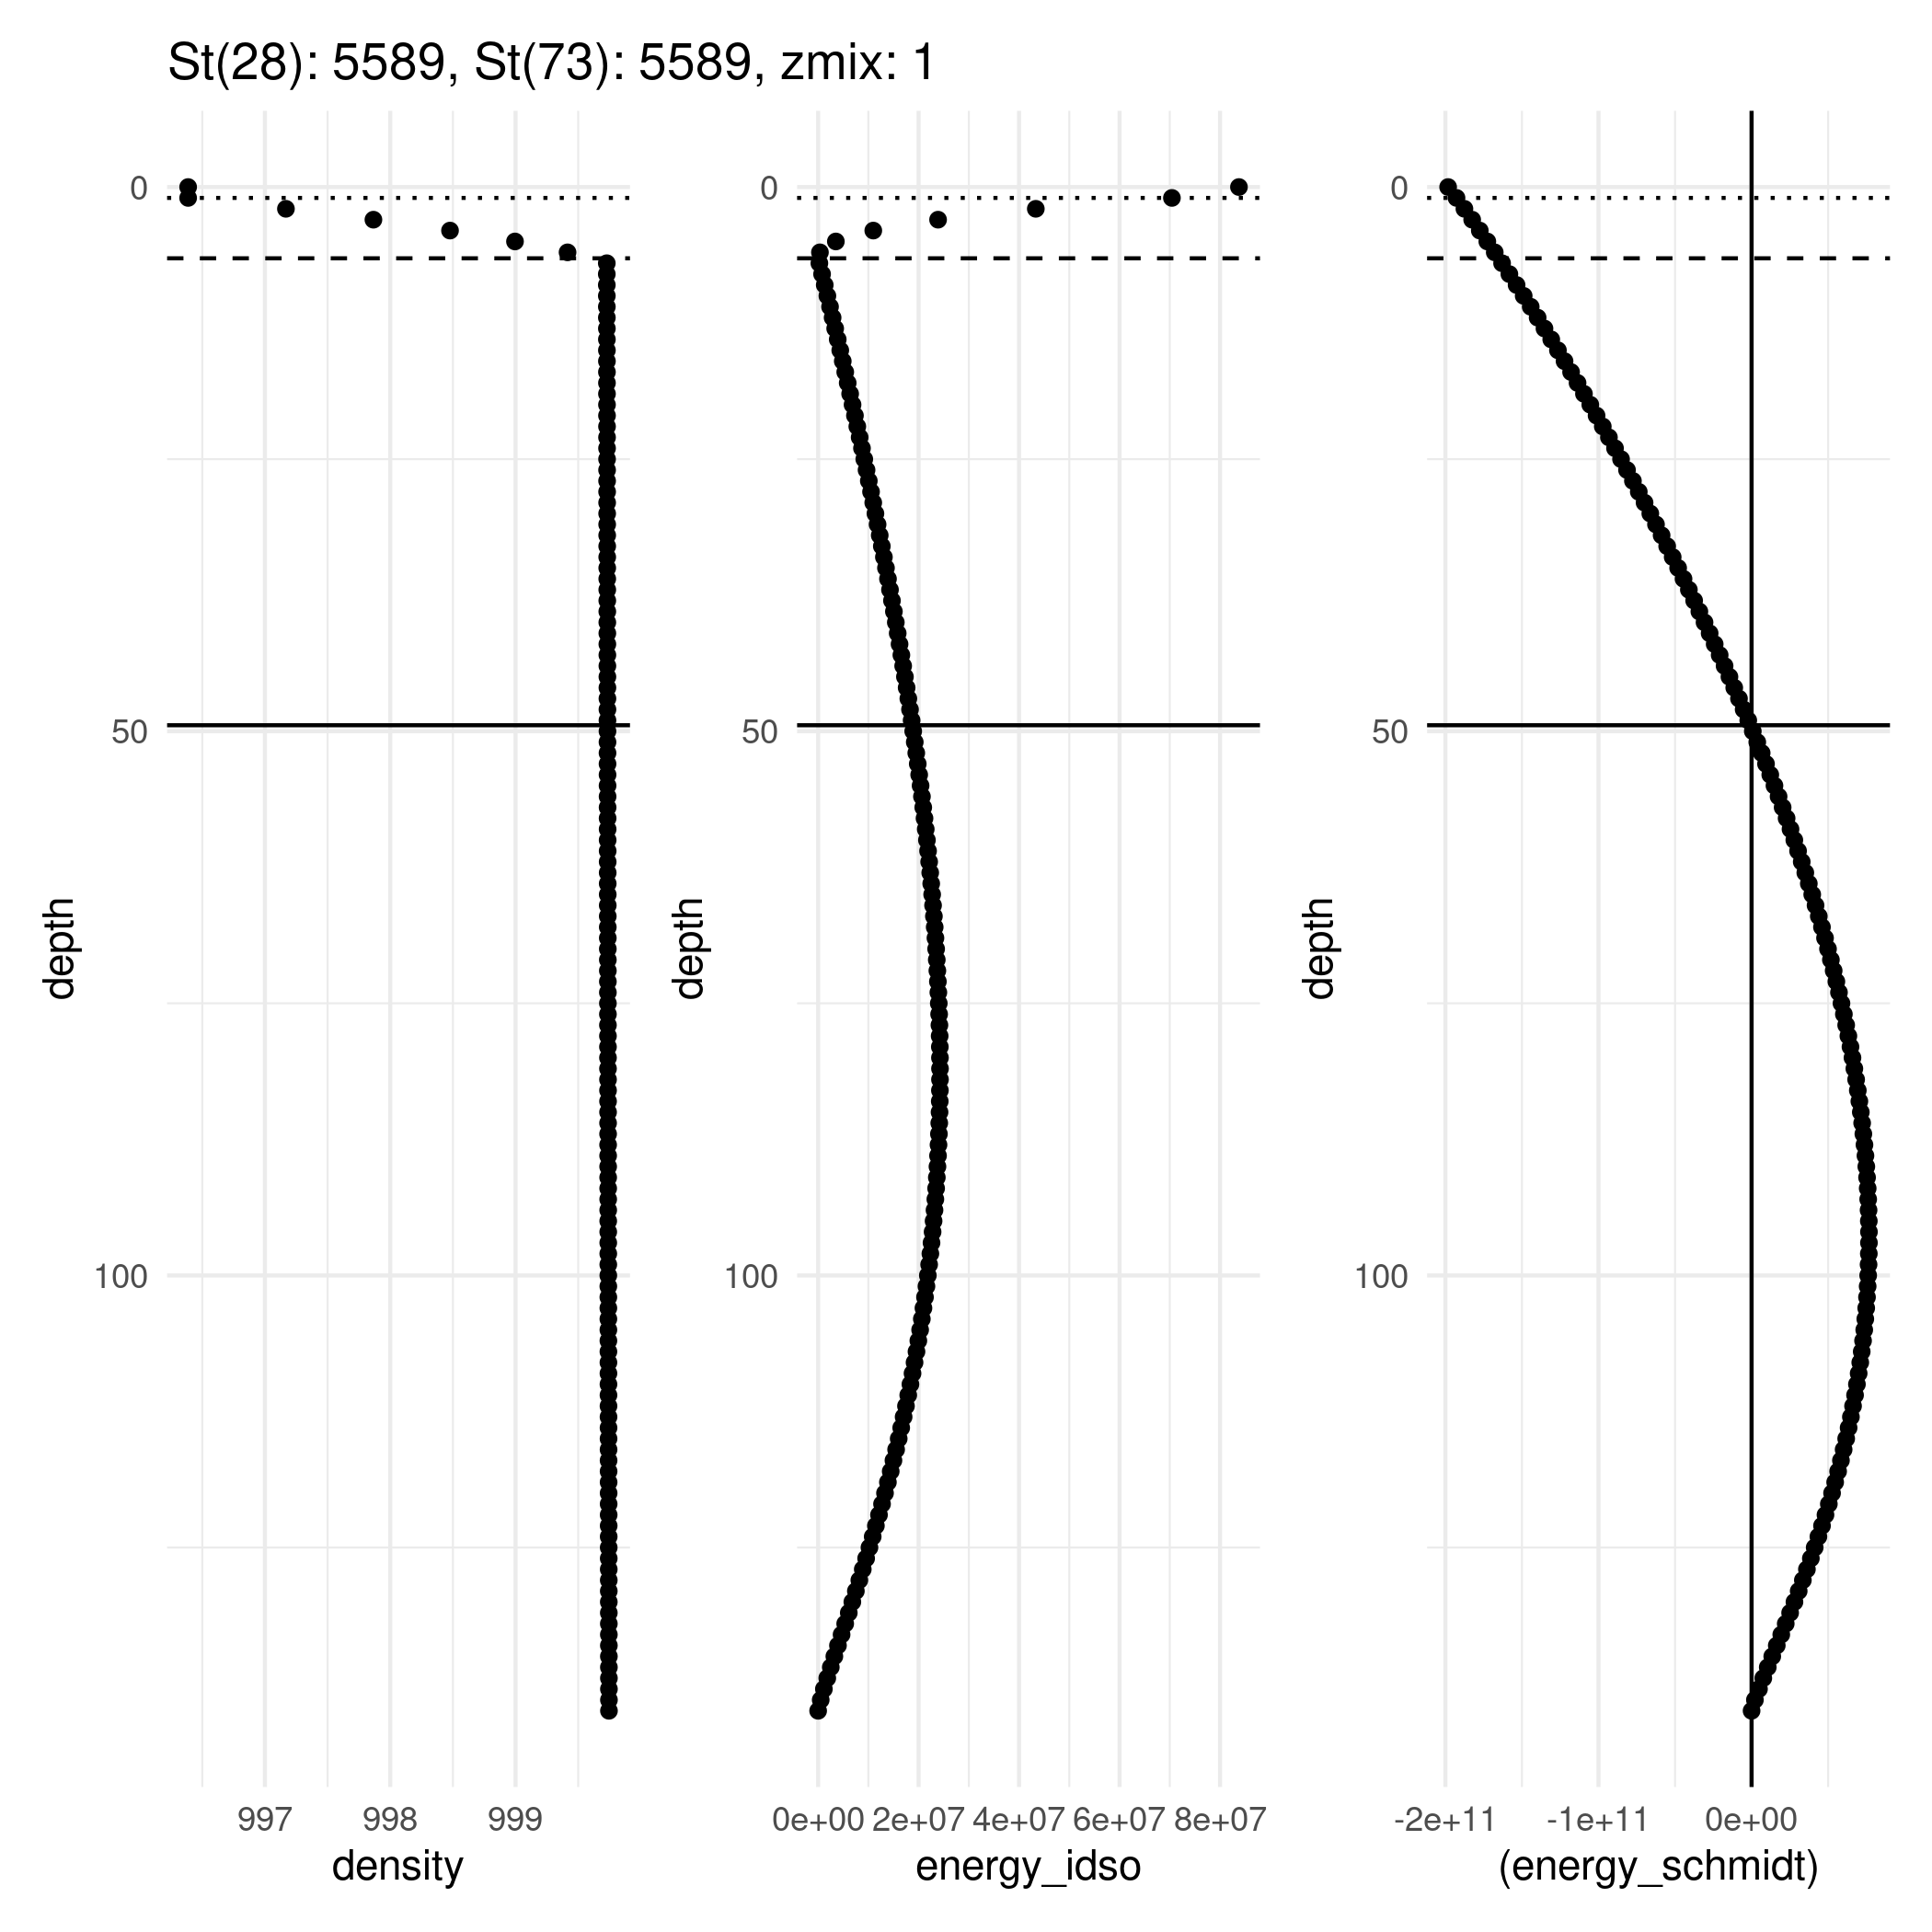 St(28): 5589, St(73): 5589, zmix: 1
0
50
100
depth
997 998 999
density
0
50
100
depth
0e+00 2e+07 4e+07 6e+07 8e+07
energy_idso
0
50
100
depth
-2e+11 -1e+11 0e+00
(energy_schmidt)